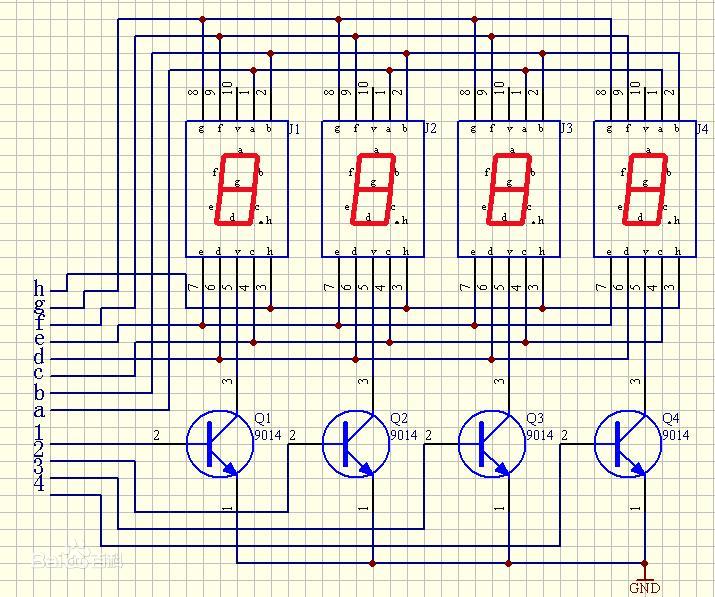 8 9 10 1 2 8 9 10 1 2 8 9 10 1 2 8 9 10 1 2
g f v a b J1 g f v a b J2 g f v a b J3 g f v a b J4
a a a a
f b f b f b f b
g g g g
e c e c e c e c
d .h d .h d .h d .h
e d v c h e d v c h e d v c h e d v c h
7 6 5 4 3 7 6 5 4 3 7 6 5 4 3 7 6 5 4 3
h
g
f
e
d
c
b
a
3 3 3 3
Q1 Q2 Q3 Q4
1 2 9014 2 9014 2 9014 2 9014
2
3
4
1 1 1 1
Baidu百科
GND